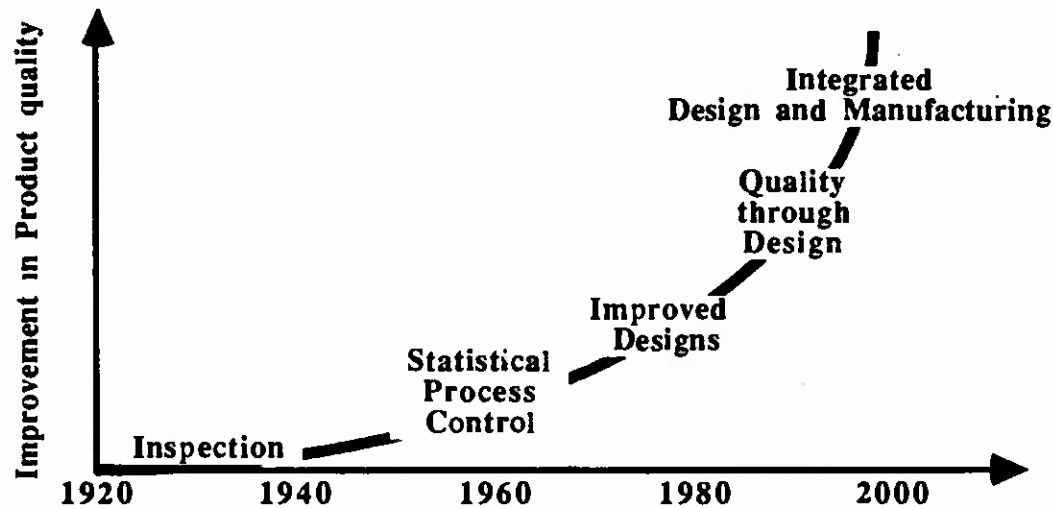 Improvement in Product quality
Integrated
Design and Manufacturing
Quality
through
Design
Improved
Designs
Statistical
Process
Control
Inspection
1920 1940 1960 1980 2000